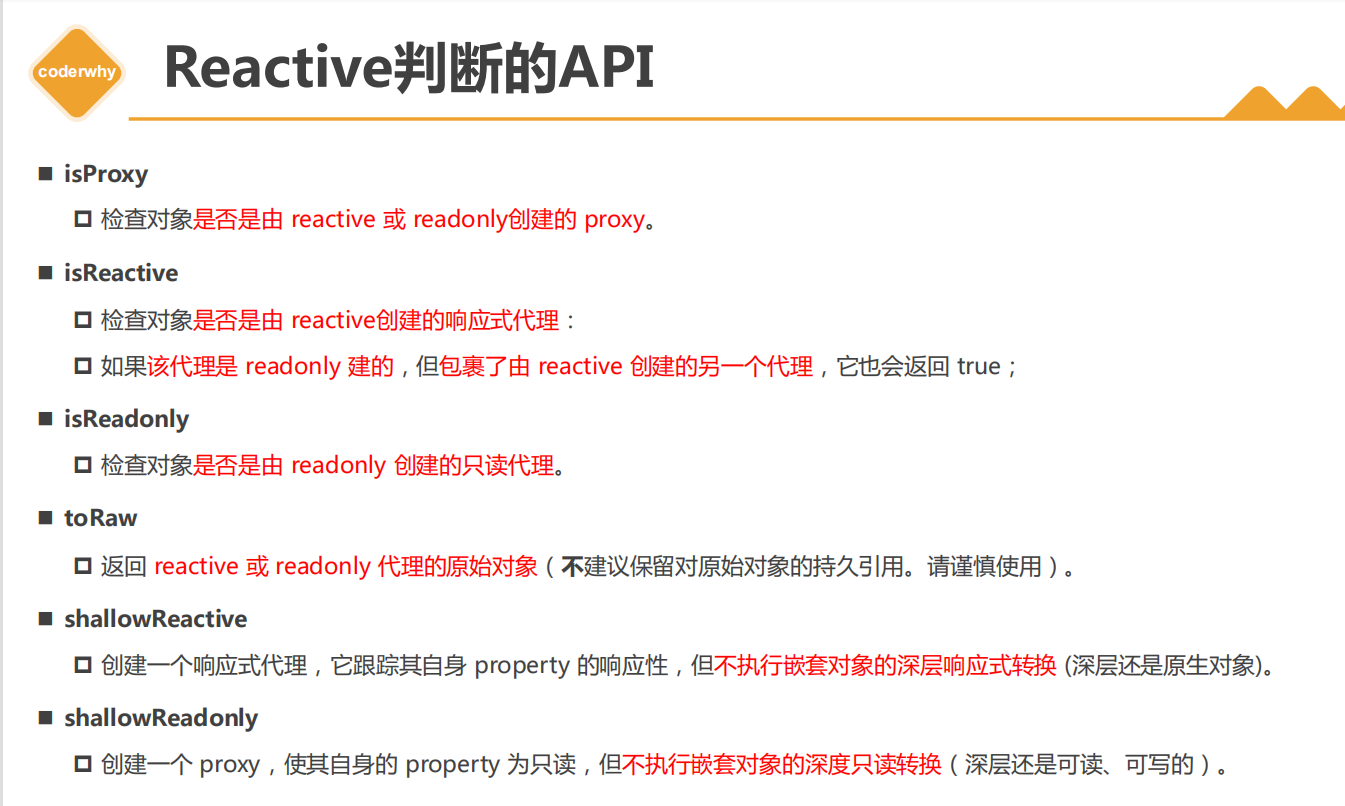 coderwhy
Reactive判断的API
isProxy
检查对象是否是由 reactive 或 readonly创建的 proxy。
isReactive
检查对象是否是由 reactive创建的响应式代理：
如果该代理是 readonly 建的，但包裹了由 reactive 创建的另一个代理，它也会返回 true；
isReadonly
检查对象是否是由 readonly 创建的只读代理。
toRaw
返回 reactive 或 readonly 代理的原始对象（不建议保留对原始对象的持久引用。请谨慎使用）。
shallowReactive
创建一个响应式代理，它跟踪其自身 property 的响应性，但不执行嵌套对象的深层响应式转换 (深层还是原生对象)。
shallowReadonly
创建一个 proxy，使其自身的 property 为只读，但不执行嵌套对象的深度只读转换（深层还是可读、可写的）。